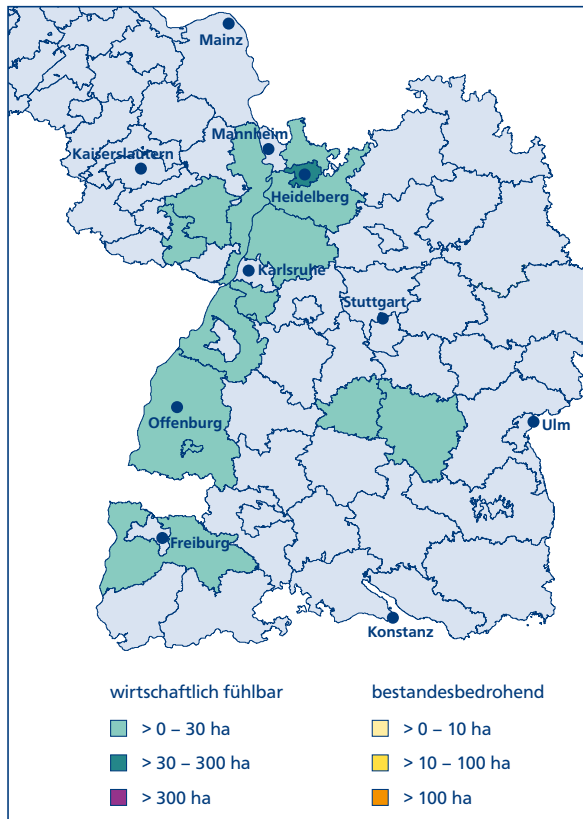 Mainz
Mannheim
Kaiserslautern
Heidelberg
Karlsruhe
Stuttgart
Offenburg
Ulm
Freiburg
Konstanz
wirtschaftlich fühlbar
> 0 – 30 ha
> 30 – 300 ha
> 300 ha
bestandesbedrohend
> 0 – 10 ha
> 10 – 100 ha
> 100 ha